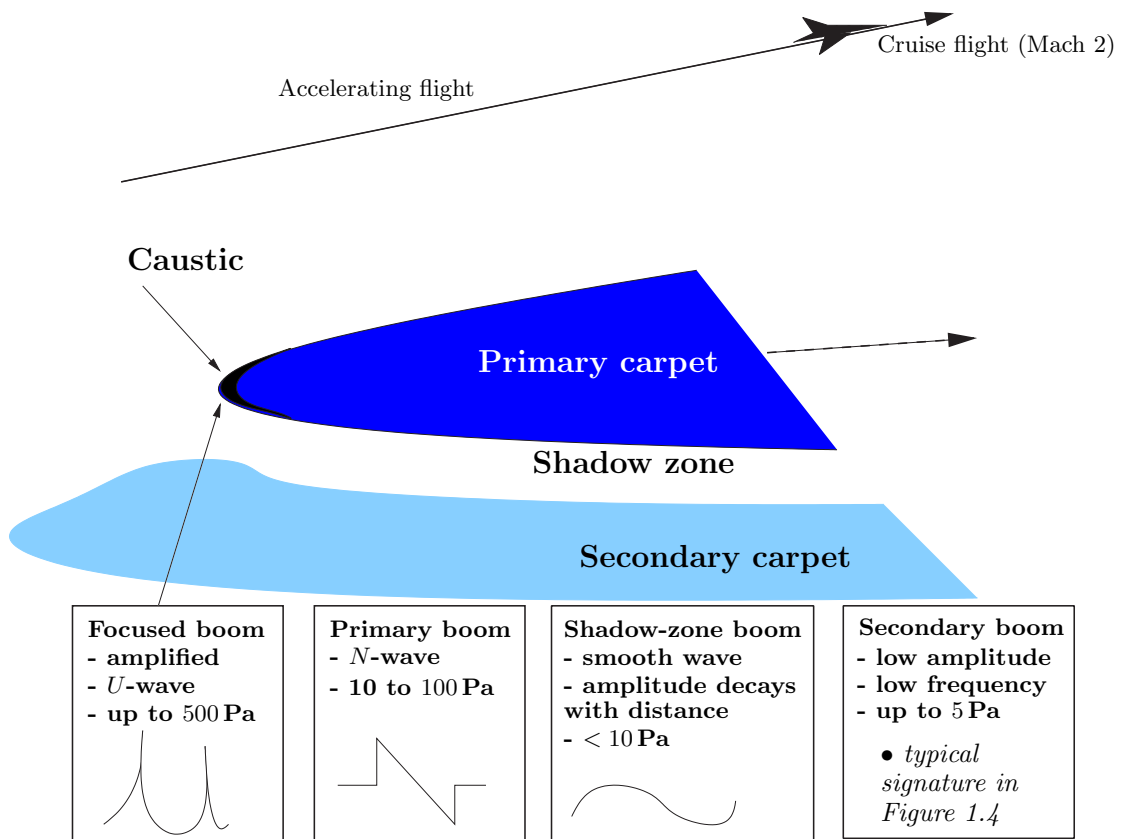 Cruise flight (Mach 2)
Accelerating flight
Caustic
Primary carpet
Shadow zone
Secondary carpet
Focused boom
- amplified
- U-wave
- up to 500 Pa
Primary boom
- N-wave
- 10 to 100 Pa
Shadow-zone boom
- smooth wave
- amplitude decays
with distance
- < 10 Pa
Secondary boom
- low amplitude
- low frequency
- up to 5 Pa
• typical
signature in
Figure 1.4